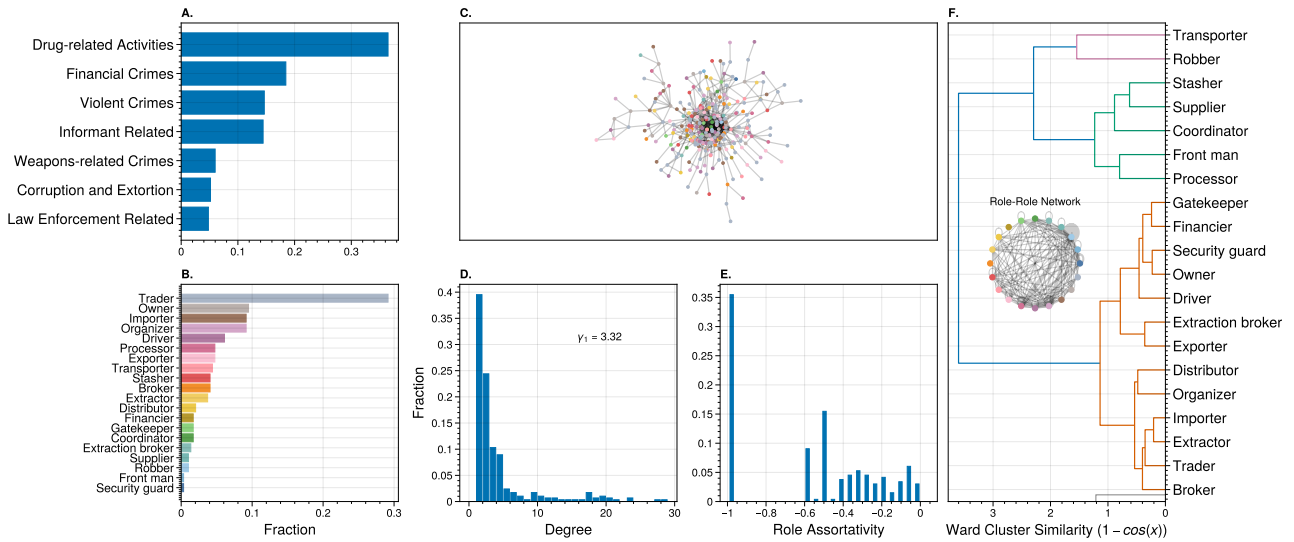 A.
Drug-related Activities
Financial Crimes
Violent Crimes
Informant Related
Weapons-related Crimes
Corruption and Extortion
Law Enforcement Related
0 0.1 0.2 0.3
B.
Trader
Owner
Importer
Organizer
Driver
Processor
Exporter
Transporter
Stasher
Broker
Extractor
Distributor
Financier
Gatekeeper
Coordinator
Extraction broker
Supplier
Robber
Front man
Security guard
0 0.1 0.2 0.3
Fraction
C.
D.
Fraction
0.4
0.35
0.3
0.25
0.2
0.15
0.1
0.05
0
γ1 = 3.32
0 10 20 30
Degree
E.
0.35
0.3
0.25
0.2
0.15
0.1
0.05
0
−1 −0.8 −0.6 −0.4 −0.2 0
Role Assortativity
F.
Transporter
Robber
Stasher
Supplier
Coordinator
Front man
Processor
Gatekeeper
Role-Role Network
Financier
Security guard
Owner
Driver
Extraction broker
Exporter
Distributor
Organizer
Importer
Extractor
Trader
Broker
3 2 1 0
Ward Cluster Similarity (1 − cos(x))